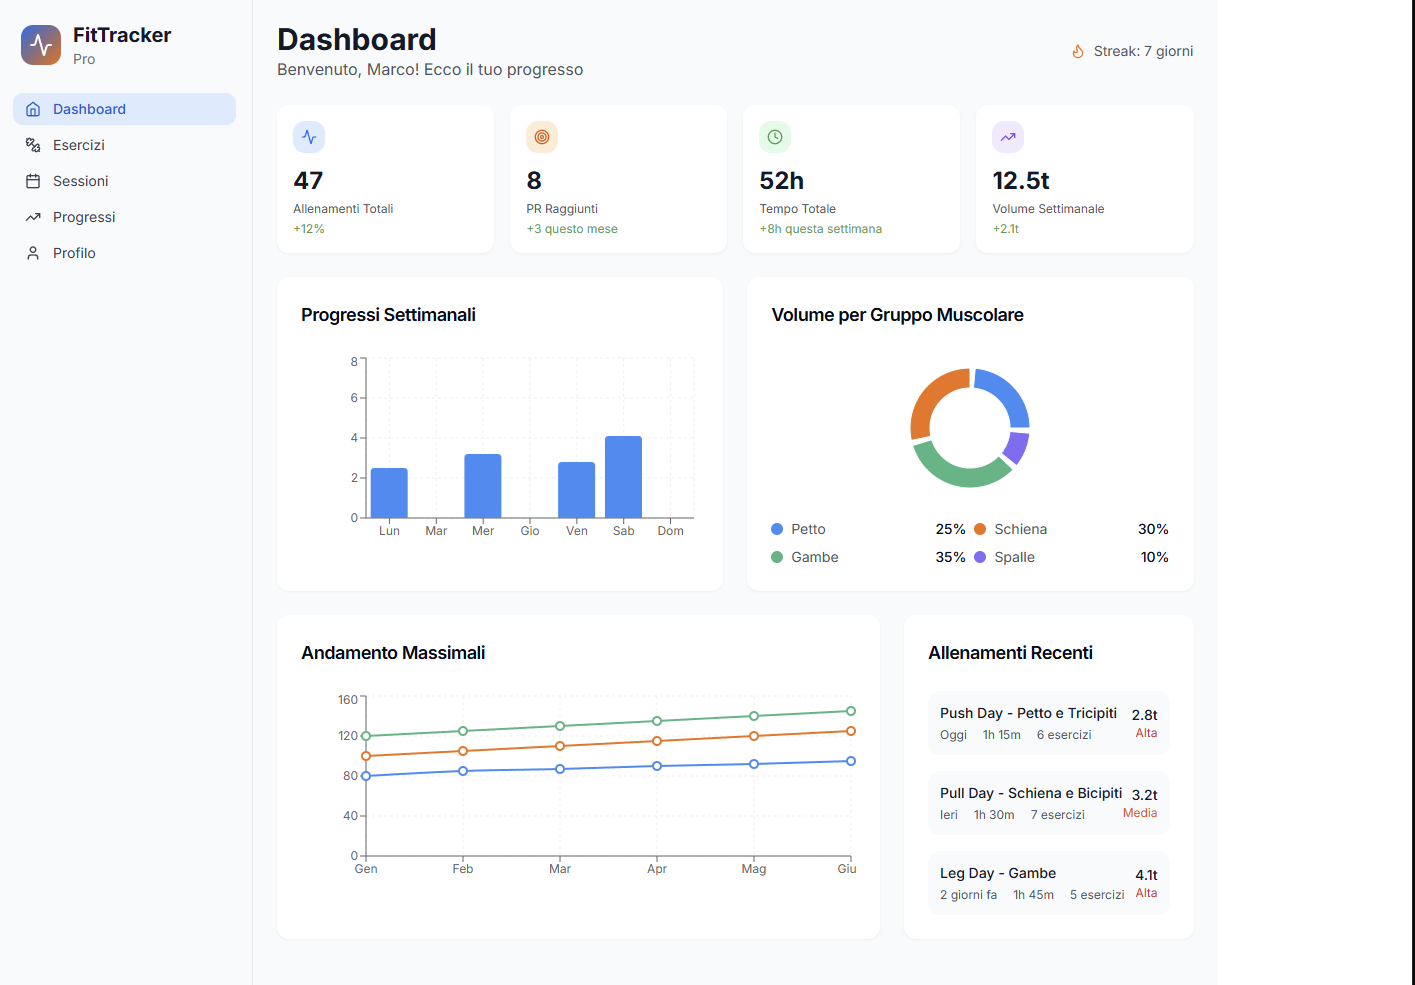 FitTracker
Pro
Dashboard
Esercizi
Sessioni
Progressi
Profilo
Dashboard
Benvenuto, Marco! Ecco il tuo progresso
Streak: 7 giorni
47
Allenamenti Totali
+12%
8
PR Raggiunti
+3 questo mese
52h
Tempo Totale
+8h questa settimana
12.5t
Volume Settimanale
+2.1t
Progressi Settimanali
8
6
4
2
0
Lun Mar Mer Gio Ven Sab Dom
Volume per Gruppo Muscolare
Petto 25% Schiena 30%
Gambe 35% Spalle 10%
Andamento Massimali
160
120
80
40
0
Gen Feb Mar Apr Mag Giu
Allenamenti Recenti
Push Day - Petto e Tricipiti 2.8t
Oggi 1h 15m 6 esercizi Alta
Pull Day - Schiena e Bicipiti 3.2t
Ieri 1h 30m 7 esercizi Media
Leg Day - Gambe 4.1t
2 giorni fa 1h 45m 5 esercizi Alta